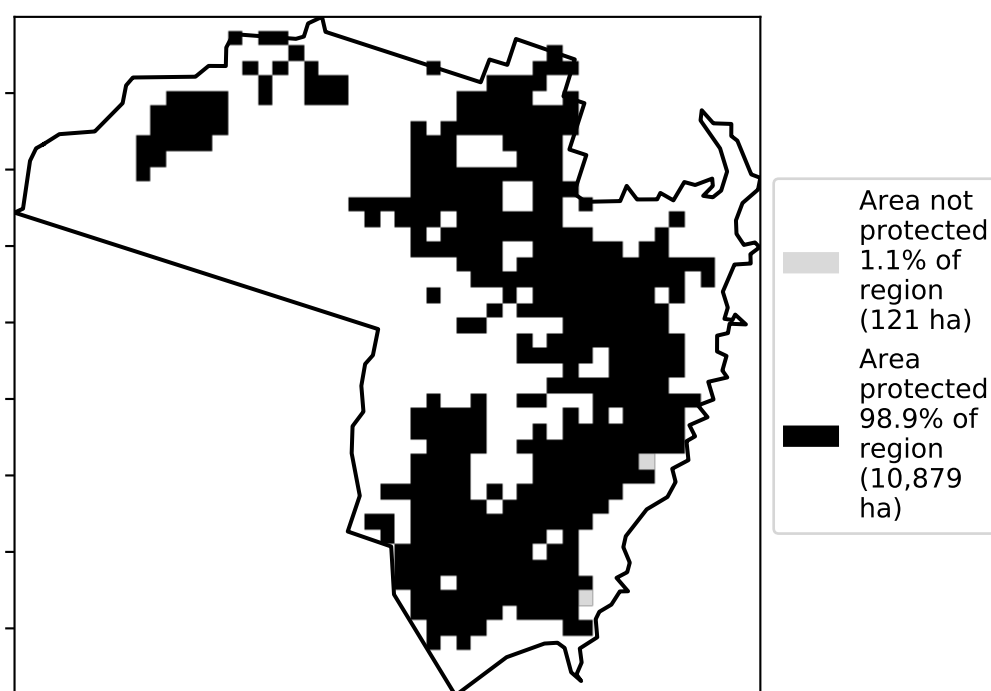 Area not
protected
1.1% of
region
(121 ha)
Area
protected
98.9% of
region
(10,879
ha)